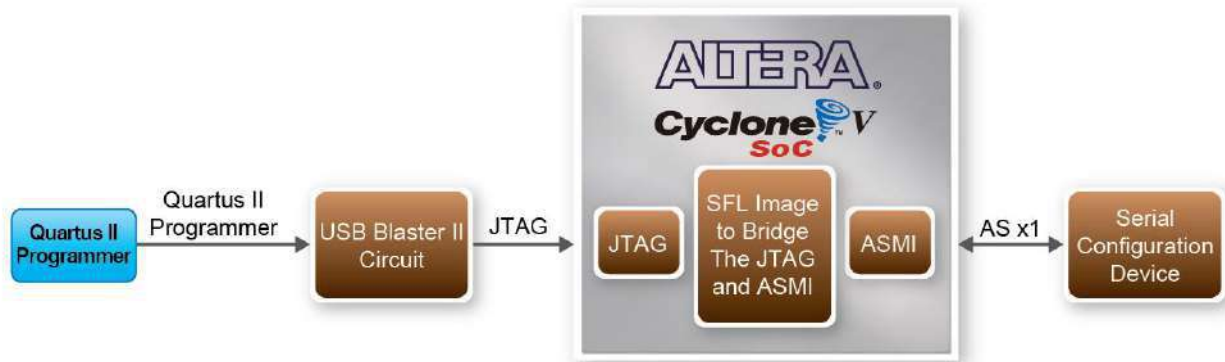 ALTERA®
Cyclone™ V
SoC
Quartus II
Programmer
Quartus II
Programmer
USB Blaster II
Circuit
JTAG
JTAG
SFL Image
to Bridge
The JTAG
and ASMI
ASMI
AS x1
Serial
Configuration
Device